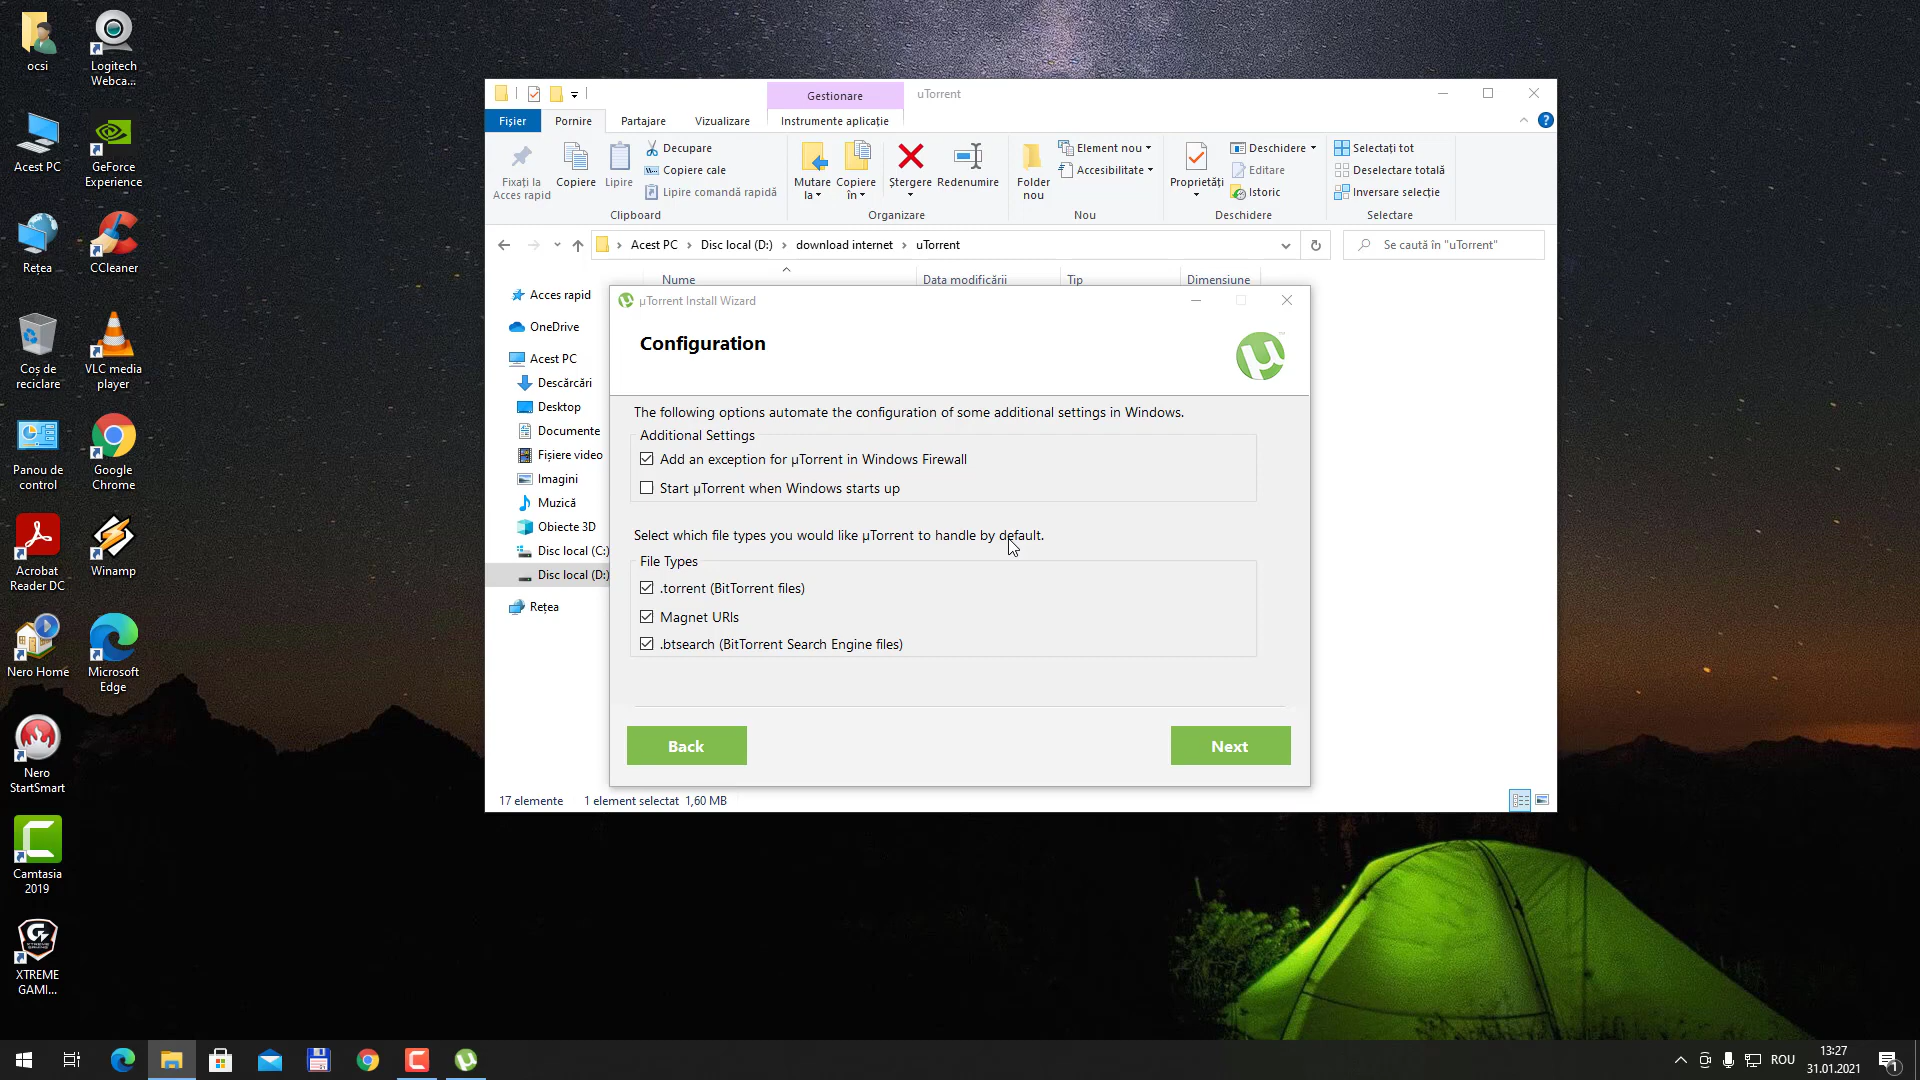 ocsi
Logitech
Webca...
Acest PC
GeForce
Experience
Rețea
CCleaner
Coș de
reciclare
VLC media
player
Panou de
control
Google
Chrome
Acrobat
Reader DC
Winamp
Nero Home
Microsoft
Edge
Nero
StartSmart
Camtasia
2019
XTREME
GAMI...
Gestionare
uTorrent
Fișier
Pornire
Partajare
Vizualizare
Instrumente aplicație
Fixați la
Acces rapid
Copiere
Lipire
Decupare
Copiere cale
Lipire comandă rapidă
Clipboard
Mutare
la
Copiere
în
Ștergere
Redenumire
Organizare
Folder
nou
Element nou
Accesibilitate
Nou
Proprietăți
Deschidere
Editare
Istoric
Deschidere
Selectați tot
Deselectare totală
Inversare selecție
Selectare
Acest PC > Disc local (D:) > download internet > uTorrent
Se caută în "uTorrent"
Nume
Data modificării
Tip
Dimensiune
Acces rapid
OneDrive
Acest PC
Descărcări
Desktop
Documente
Fișiere video
Imagini
Muzică
Obiecte 3D
Disc local (C:)
Disc local (D:)
Rețea
µTorrent Install Wizard
Configuration
The following options automate the configuration of some additional settings in Windows.
Additional Settings
Add an exception for µTorrent in Windows Firewall
Start µTorrent when Windows starts up
Select which file types you would like µTorrent to handle by default.
File Types
.torrent (BitTorrent files)
Magnet URIs
.btsearch (BitTorrent Search Engine files)
Back
Next
17 elemente
1 element selectat 1,60 MB
ROU
13:27
31.01.2021
1